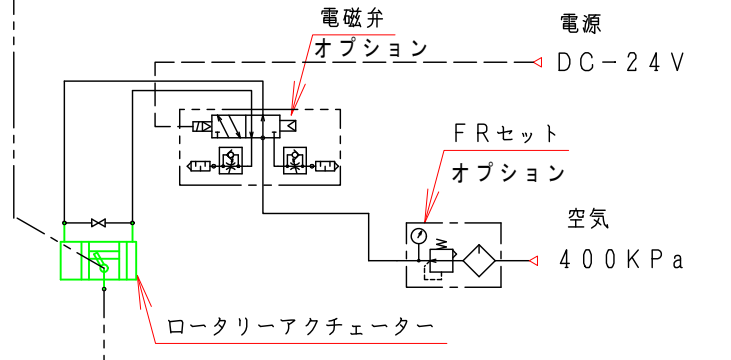 電磁弁
オプション
電源
DC-24V
FRセット
オプション
空気
400KPa
ロータリーアクチェーター